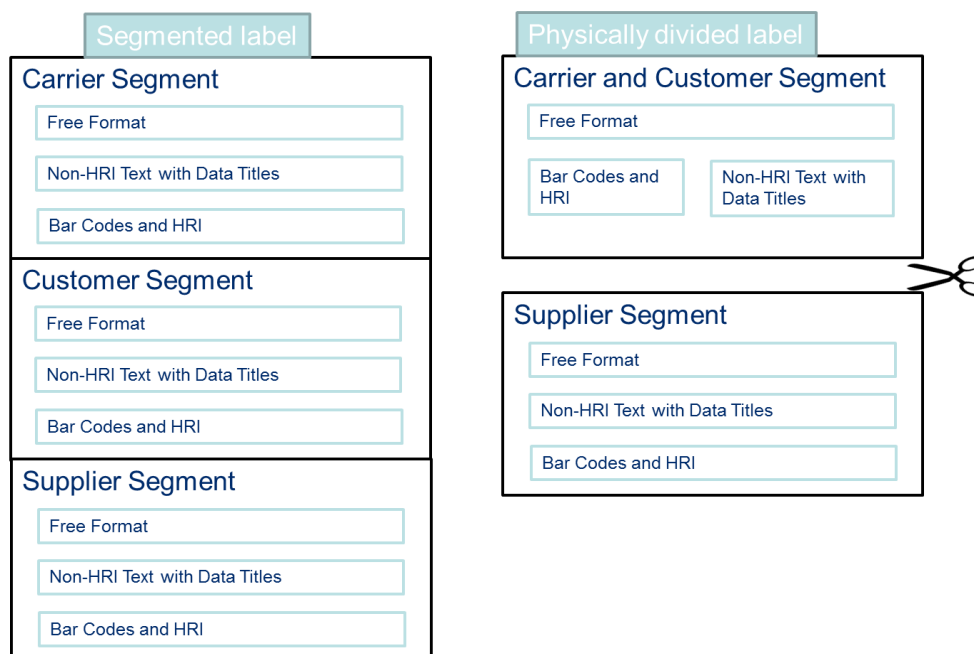 Segmented label
Carrier Segment
Free Format
Non-HRI Text with Data Titles
Bar Codes and HRI
Customer Segment
Free Format
Non-HRI Text with Data Titles
Bar Codes and HRI
Supplier Segment
Free Format
Non-HRI Text with Data Titles
Bar Codes and HRI
Physically divided label
Carrier and Customer Segment
Free Format
Bar Codes and
HRI
Non-HRI Text with
Data Titles
Supplier Segment
Free Format
Non-HRI Text with Data Titles
Bar Codes and HRI